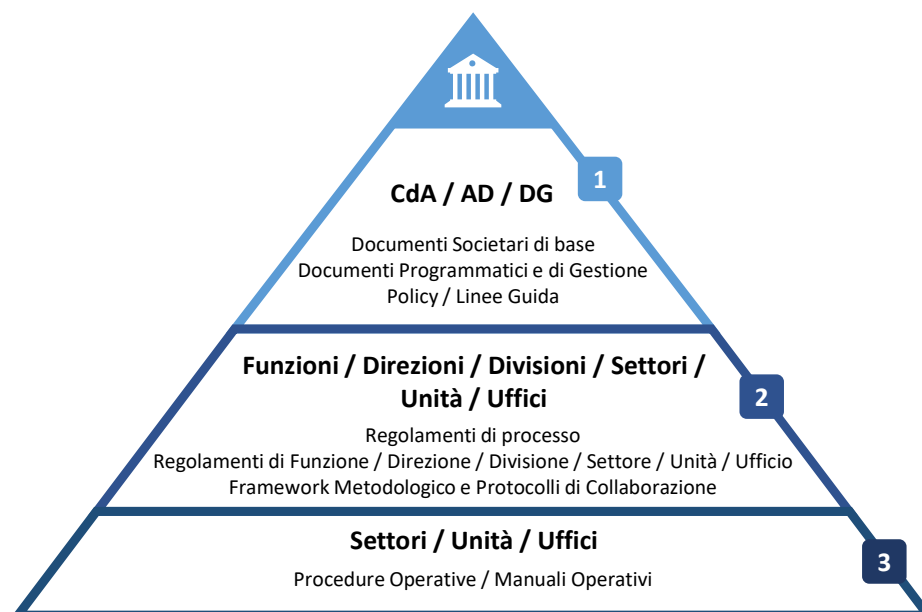 1
CdA / AD / DG
Documenti Societari di base
Documenti Programmatici e di Gestione
Policy / Linee Guida
Funzioni / Direzioni / Divisioni / Settori /
Unità / Uffici
2
Regolamenti di processo
Regolamenti di Funzione / Direzione / Divisione / Settore / Unità / Ufficio
Framework Metodologico e Protocolli di Collaborazione
Settori / Unità / Uffici
3
Procedure Operative / Manuali Operativi